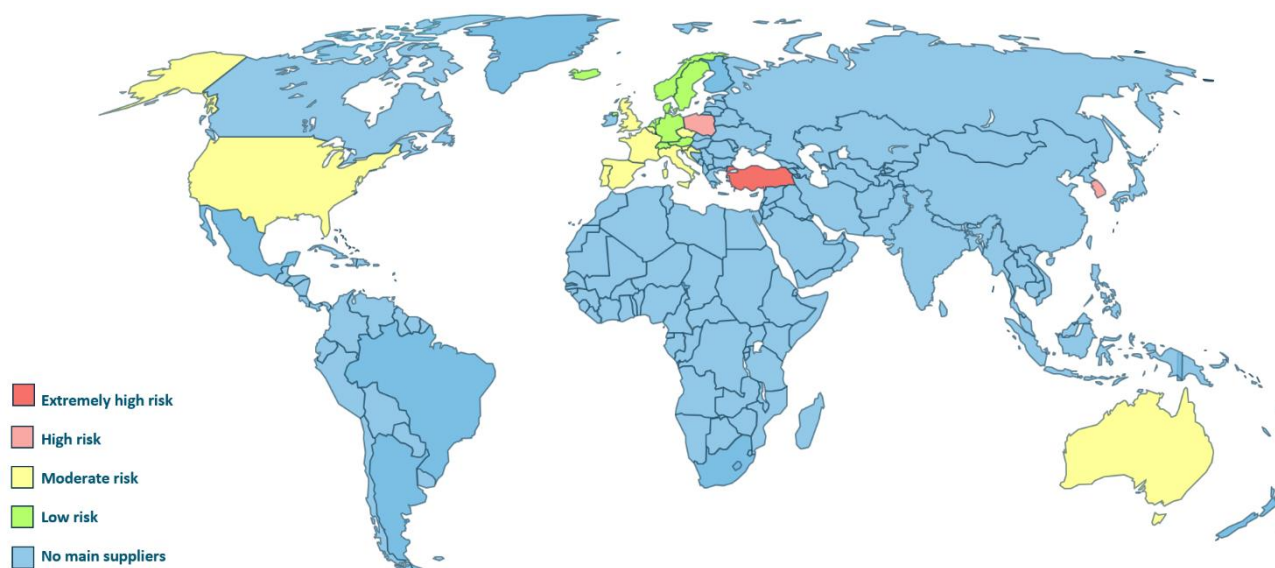 Extremely high risk
High risk
Moderate risk
Low risk
No main suppliers